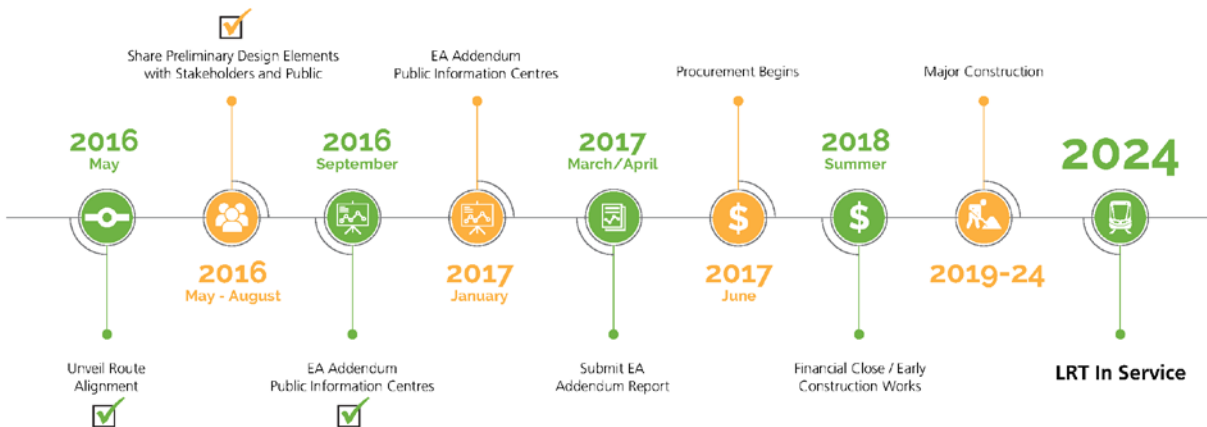 Share Preliminary Design Elements
with Stakeholders and Public
EA Addendum
Public Information Centres
Procurement Begins
Major Construction
2016
May
2016
September
2017
March/April
2018
Summer
2024
$
$
2016
May - August
2017
January
2017
June
2019-24
Unveil Route
Alignment
EA Addendum
Public Information Centres
Submit EA
Addendum Report
Financial Close / Early
Construction Works
LRT In Service